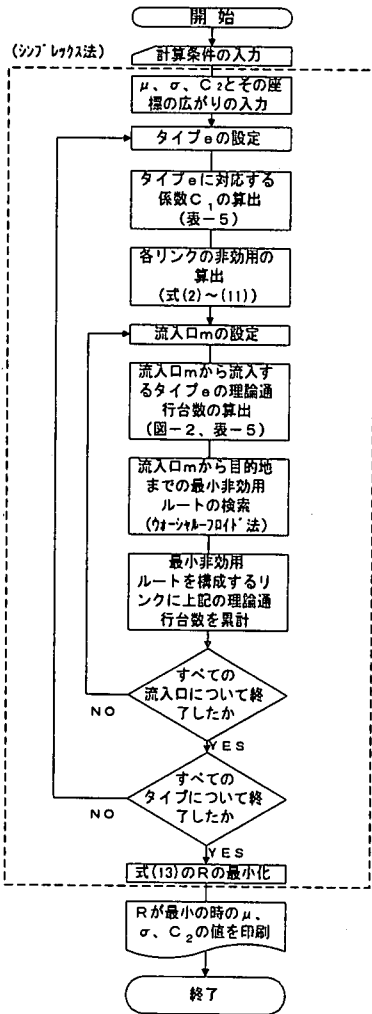 開 始
(シンプレックス法)
計算条件の入力
μ、σ、C₂とその座
標の広がりの入力
タイプeの設定
タイプeに対応する
係数C₁の算出
(表−5)
各リンクの非効用の
算出
(式(2)〜(11))
流入口mの設定
流入口mから流入す
るタイプeの理論通
行台数の算出
(図−2、表−5)
流入口mから目的地
までの最小非効用
ルートの検索
(ウォーシャルーフロイド法)
最小非効用
ルートを構成するリ
ンクに上記の理論通
行台数を累計
すべての
流入口について終
了したか
NO
YES
すべての
タイプについて終
了したか
NO
YES
式(13)のRの最小化
Rが最小の時のμ、
σ、C₂の値を印刷
終了